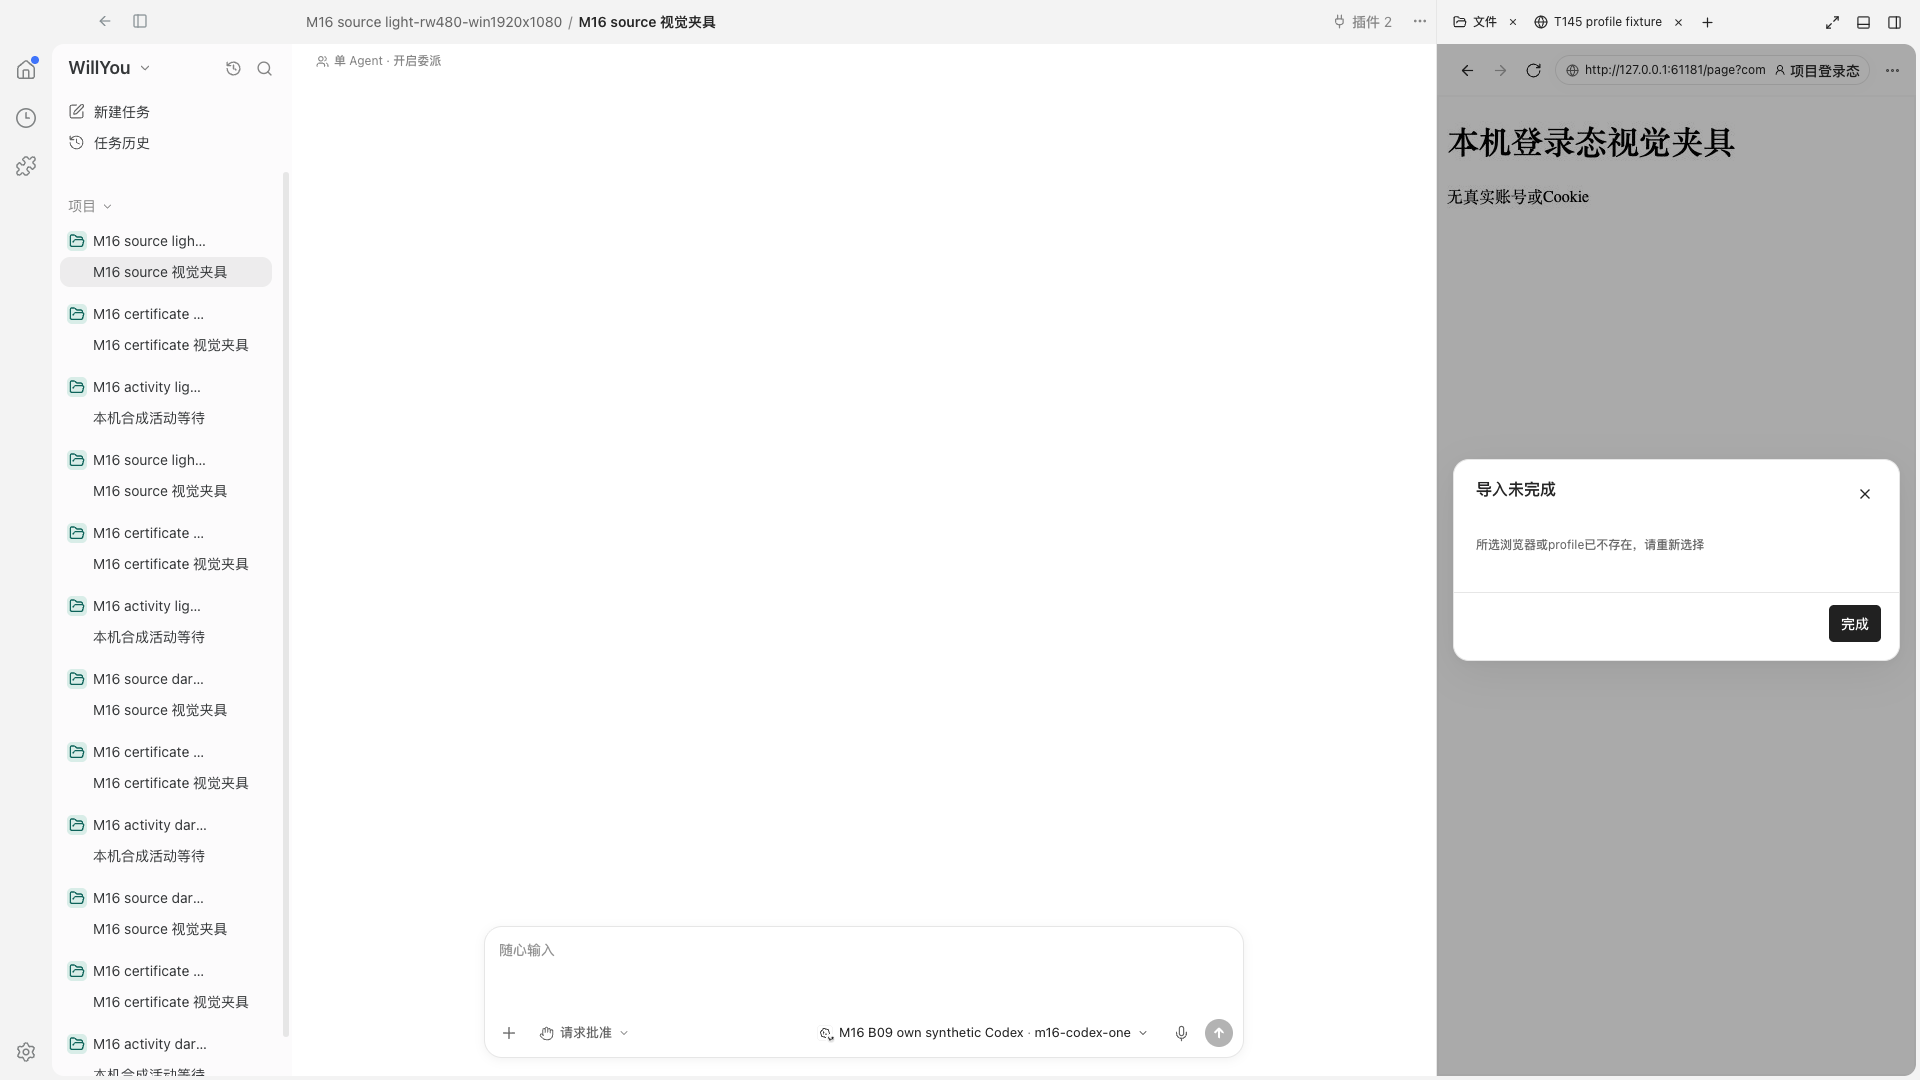 M16 source light-rw480-win1920x1080 / M16 source 视觉夹具
插件 2
文件
T145 profile fixture
WillYou
新建任务
任务历史
项目
M16 source ligh...
M16 source 视觉夹具
M16 certificate ...
M16 certificate 视觉夹具
M16 activity lig...
本机合成活动等待
M16 source ligh...
M16 source 视觉夹具
M16 certificate ...
M16 certificate 视觉夹具
M16 activity lig...
本机合成活动等待
M16 source dar...
M16 source 视觉夹具
M16 certificate ...
M16 certificate 视觉夹具
M16 activity dar...
本机合成活动等待
M16 source dar...
M16 source 视觉夹具
M16 certificate ...
M16 certificate 视觉夹具
M16 activity dar...
本机合成活动等待
单 Agent · 开启委派
随心输入
请求批准
M16 B09 own synthetic Codex · m16-codex-one
http://127.0.0.1:61181/page?com
项目登录态
本机登录态视觉夹具
无真实账号或Cookie
导入未完成
所选浏览器或profile已不存在，请重新选择
完成